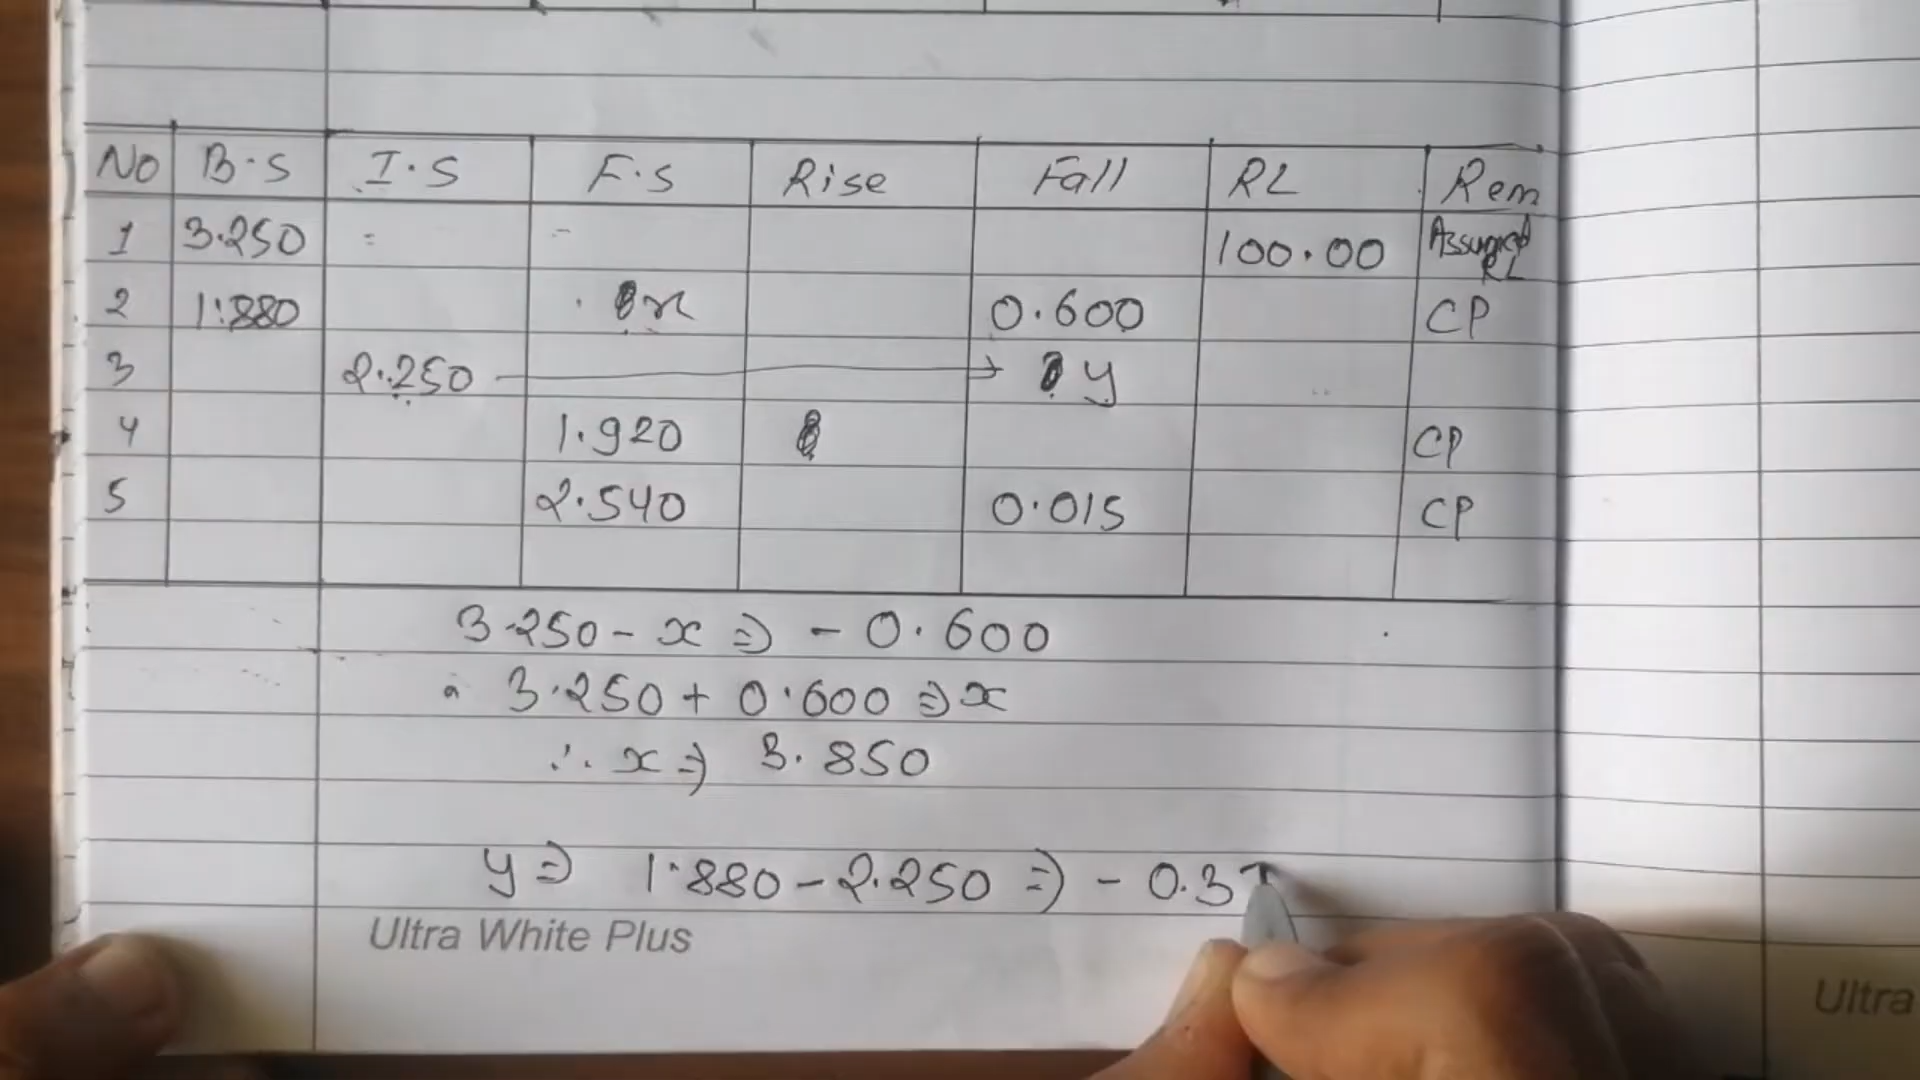 No B.S I.S F.S Rise Fall RL Rem
1 3.250 = - 100.00 Assumed RL
2 1.880 x 0.600 CP
3 2.250 → y
4 1.920 CP
5 2.540 0.015 CP
3.250 - x ⇒ - 0.600
3.250 + 0.600 ⇒ x
∴ x ⇒ 3.850
y ⇒ 1.880 - 2.250 ⇒ - 0.37
Ultra White Plus
Ultra